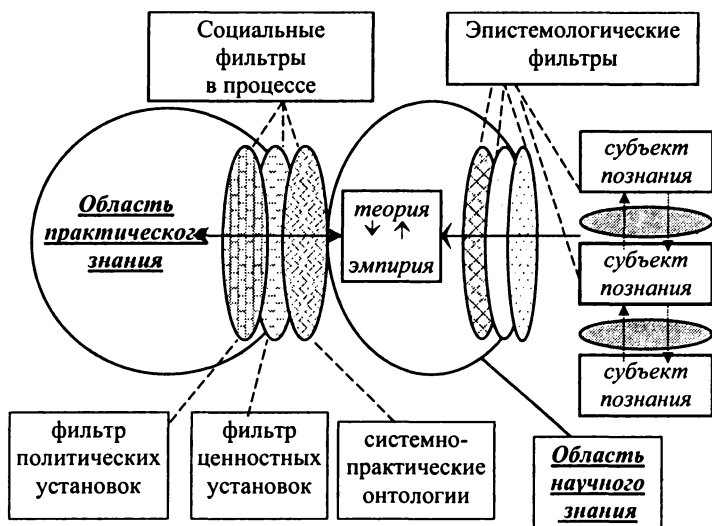 Социальные
фильтры
в процессе
Эпистемологические
фильтры
субъект
познания
Область
практического
знания
теория
эмпирия
субъект
познания
субъект
познания
фильтр
политических
установок
фильтр
ценностных
установок
системно-
практические
онтологии
Область
научного
знания